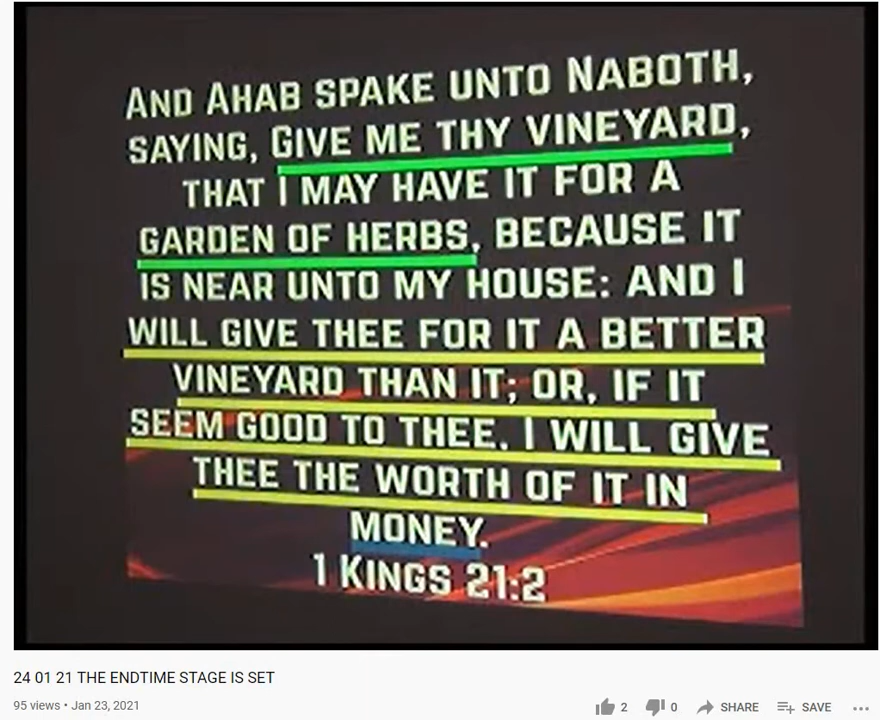 AND AHAB SPAKE UNTO NABOTH,
SAYING, GIVE ME THY VINEYARD,
THAT I MAY HAVE IT FOR A
GARDEN OF HERBS, BECAUSE IT
IS NEAR UNTO MY HOUSE: AND I
WILL GIVE THEE FOR IT A BETTER
VINEYARD THAN IT; OR, IF IT
SEEM GOOD TO THEE, I WILL GIVE
THEE THE WORTH OF IT IN
MONEY.
1 KINGS 21:2
24 01 21 THE ENDTIME STAGE IS SET
95 views • Jan 23, 2021 2 0 SHARE SAVE ...